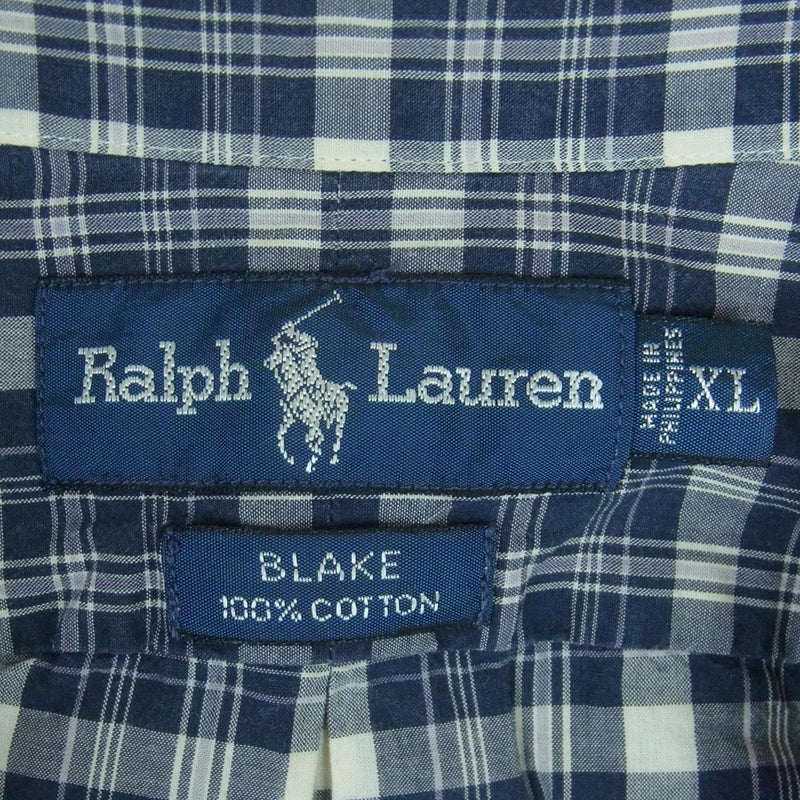 Ralph Lauren
MADE IN
PHILIPPINES
XL
BLAKE
100% COTTON